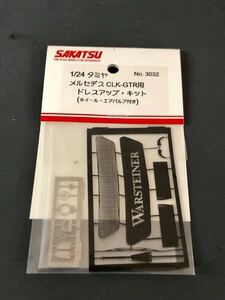 SAKATSU
1/24 タミヤ No. 3032
メルセデス CLK-GTR用
ドレスアップ・キット
(ホイール・エアバルブ付き)
WARSTEINER